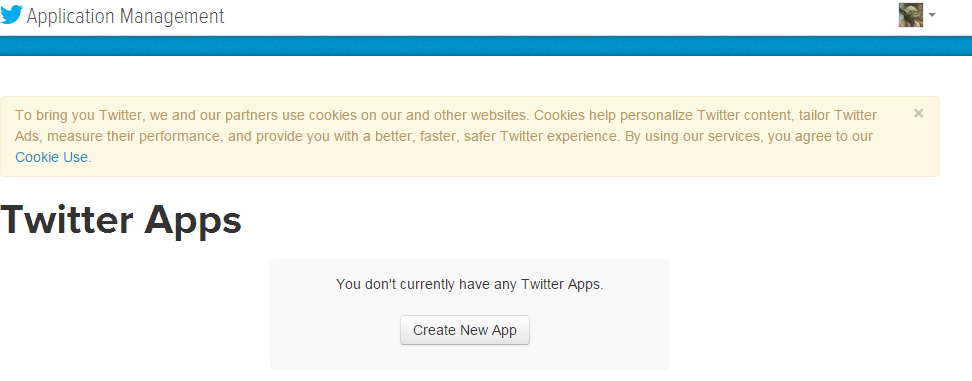 Application Management
To bring you Twitter, we and our partners use cookies on our and other websites. Cookies help personalize Twitter content, tailor Twitter
Ads, measure their performance, and provide you with a better, faster, safer Twitter experience. By using our services, you agree to our
Cookie Use.
Twitter Apps
You don't currently have any Twitter Apps.
Create New App